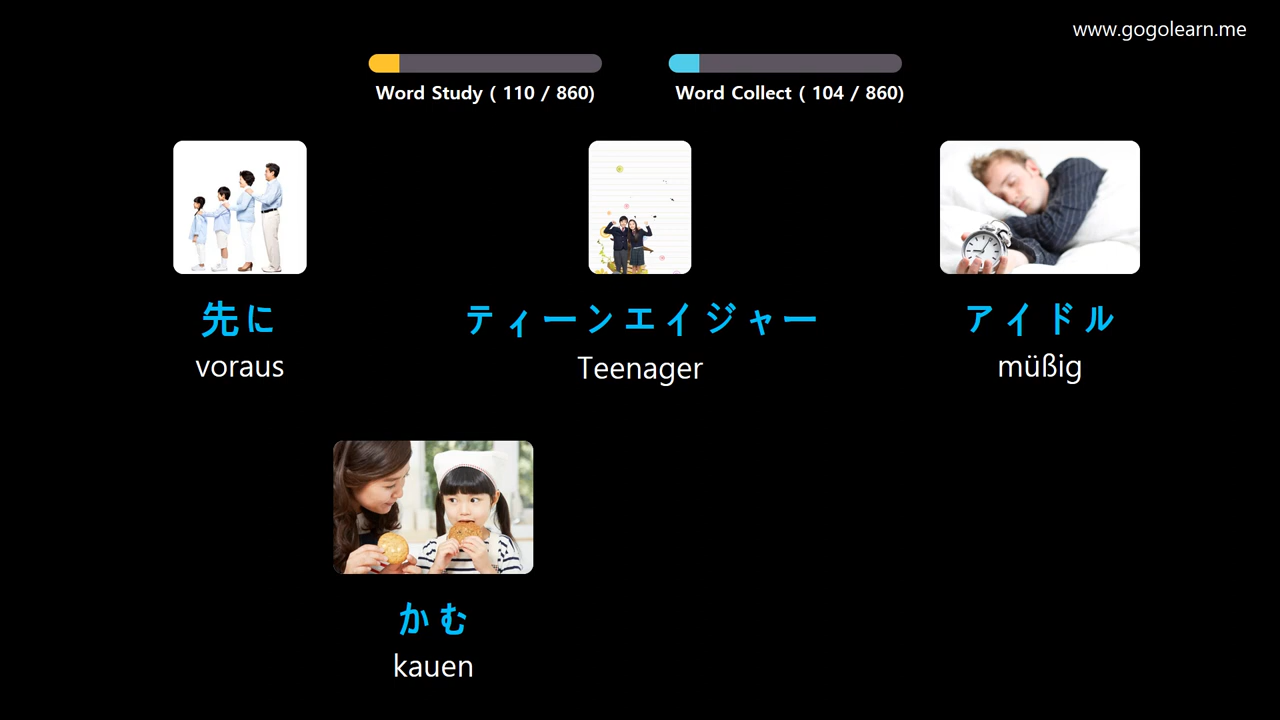 www.gogolearn.me
Word Study ( 110 / 860)
Word Collect ( 104 / 860)
先に
voraus
ティーンエイジャー
Teenager
アイドル
müßig
かむ
kauen